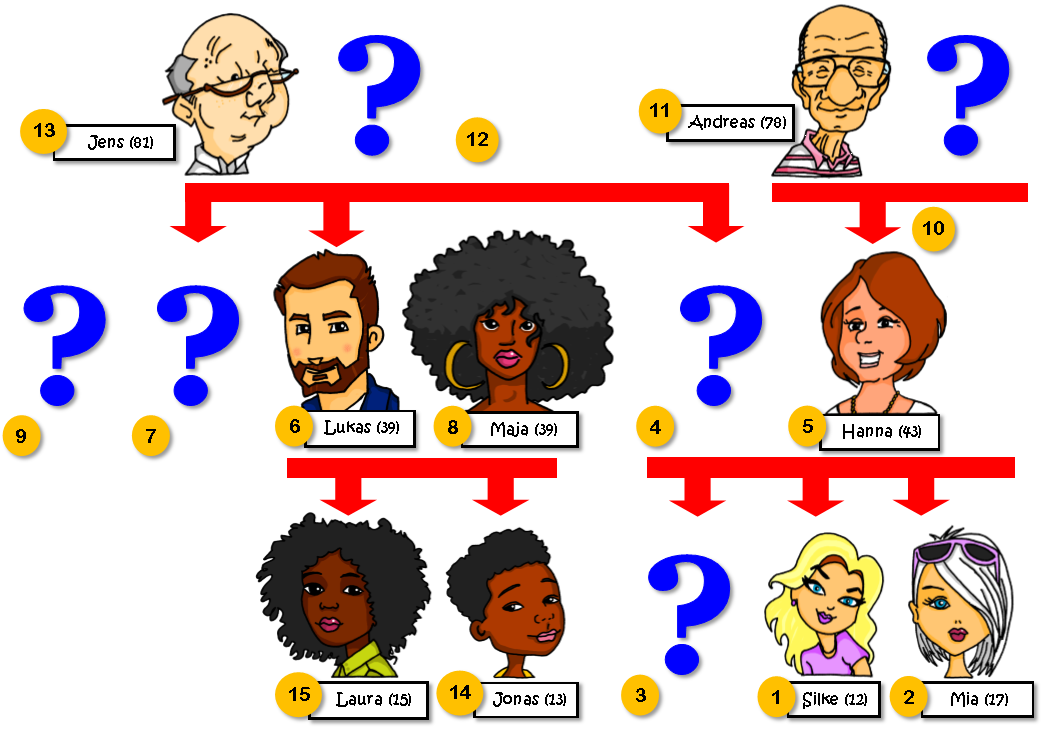 ?
?
13
Jens (81)
12
11
Andreas (78)
10
?
?
?
9
7
6
Lukas (39)
8
Maja (39)
4
5
Hanna (43)
?
15
Laura (15)
14
Jonas (13)
3
1
Silke (12)
2
Mia (17)